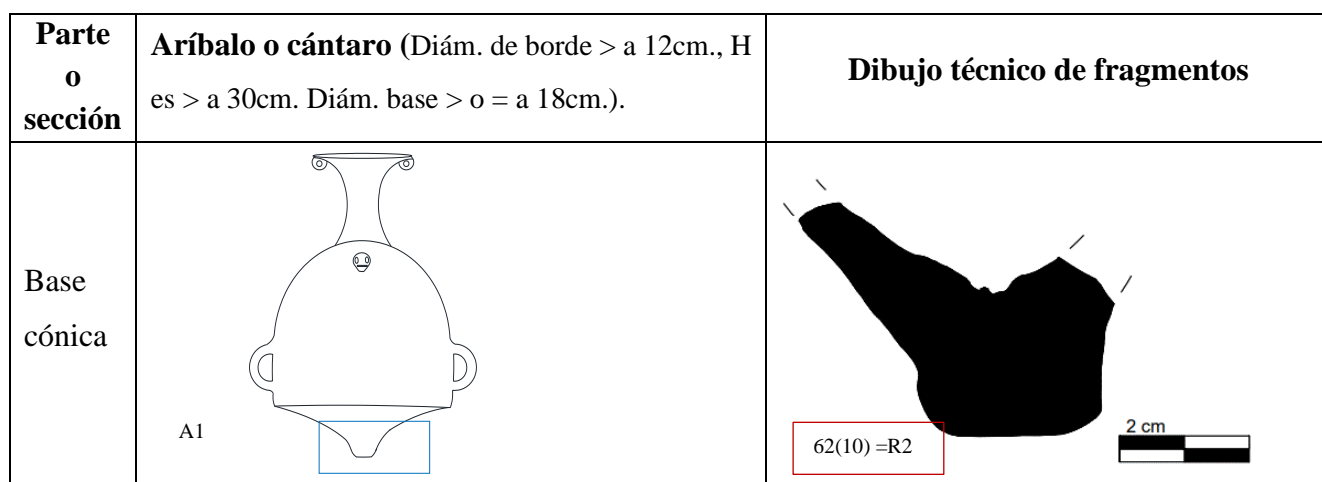 Parte
o
sección
Aríbalo o cántaro (Diám. de borde > a 12cm., H
es > a 30cm. Diám. base > o = a 18cm.).
Dibujo técnico de fragmentos
Base
cónica
A1
62(10) =R2
2 cm